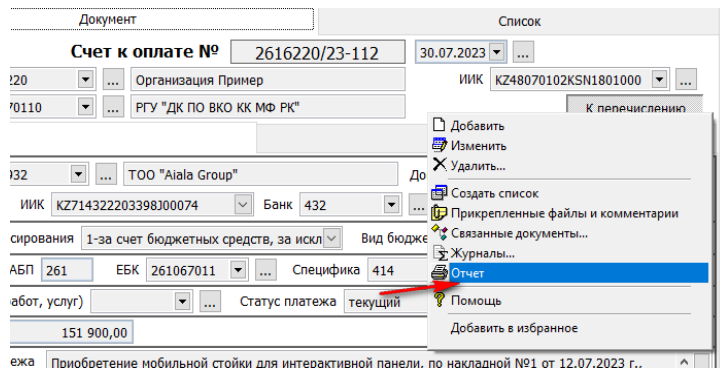 Документ Список
Счет к оплате № 2616220/23-112 30.07.2023 ...
220 ... Организация Пример ИИК KZ48070102KSN1801000 ...
70110 ... РГУ "ДК ПО ВКО КК МФ РК" К перечислению
Добавить
Изменить
932 ... ТОО "Aiala Group" До Удалить...
ИИК KZ714322203398J00074 Банк 432 ... Создать список
Прикрепленные файлы и комментарии
сирования 1-за счет бюджетных средств, за искл Вид бюдже Связанные документы...
Журналы...
АБП 261 ЕБК 261067011 ... Специфика 414 Отчет
абот, услуг) ... Статус платежа текущий Помощь
151 900,00 Добавить в избранное
ежа Приобретение мобильной стойки для интерактивной панели, по накладной №1 от 12.07.2023 г.,